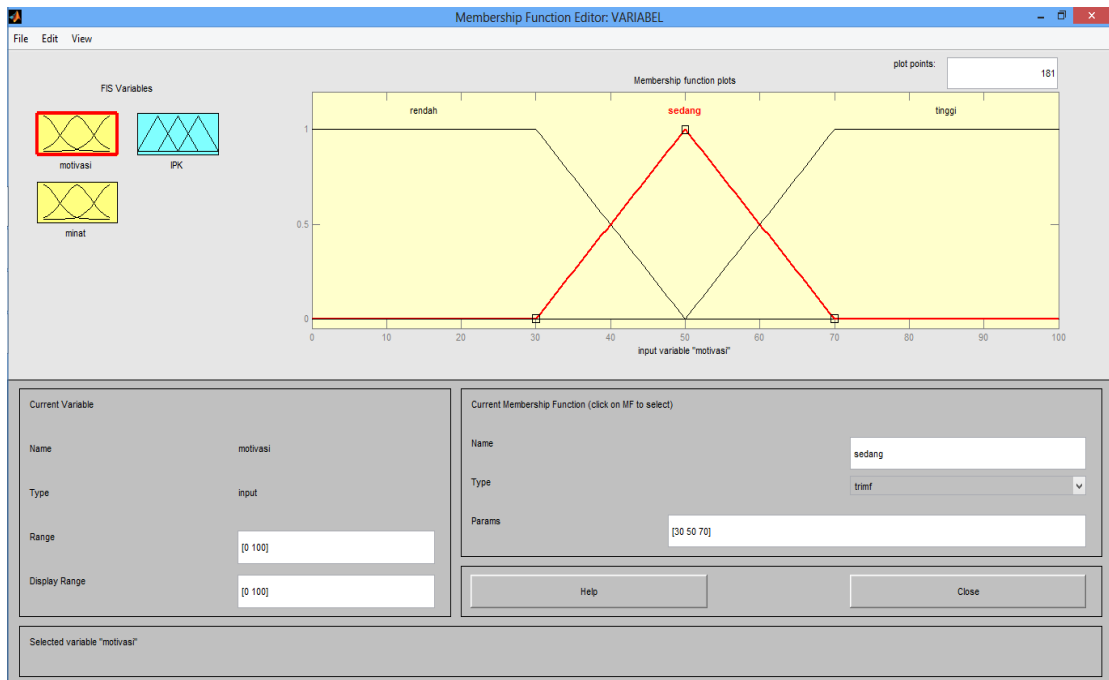 Membership Function Editor: VARIABEL
File Edit View
FIS Variables
motivasi
IPK
minat
plot points:
181
Membership function plots
rendah
sedang
tinggi
1
0.5
0
0 10 20 30 40 50 60 70 80 90 100
input variable "motivasi"
Current Variable
Name motivasi
Type input
Range [0 100]
Display Range [0 100]
Current Membership Function (click on MF to select)
Name sedang
Type trimf
Params [30 50 70]
Help Close
Selected variable "motivasi"